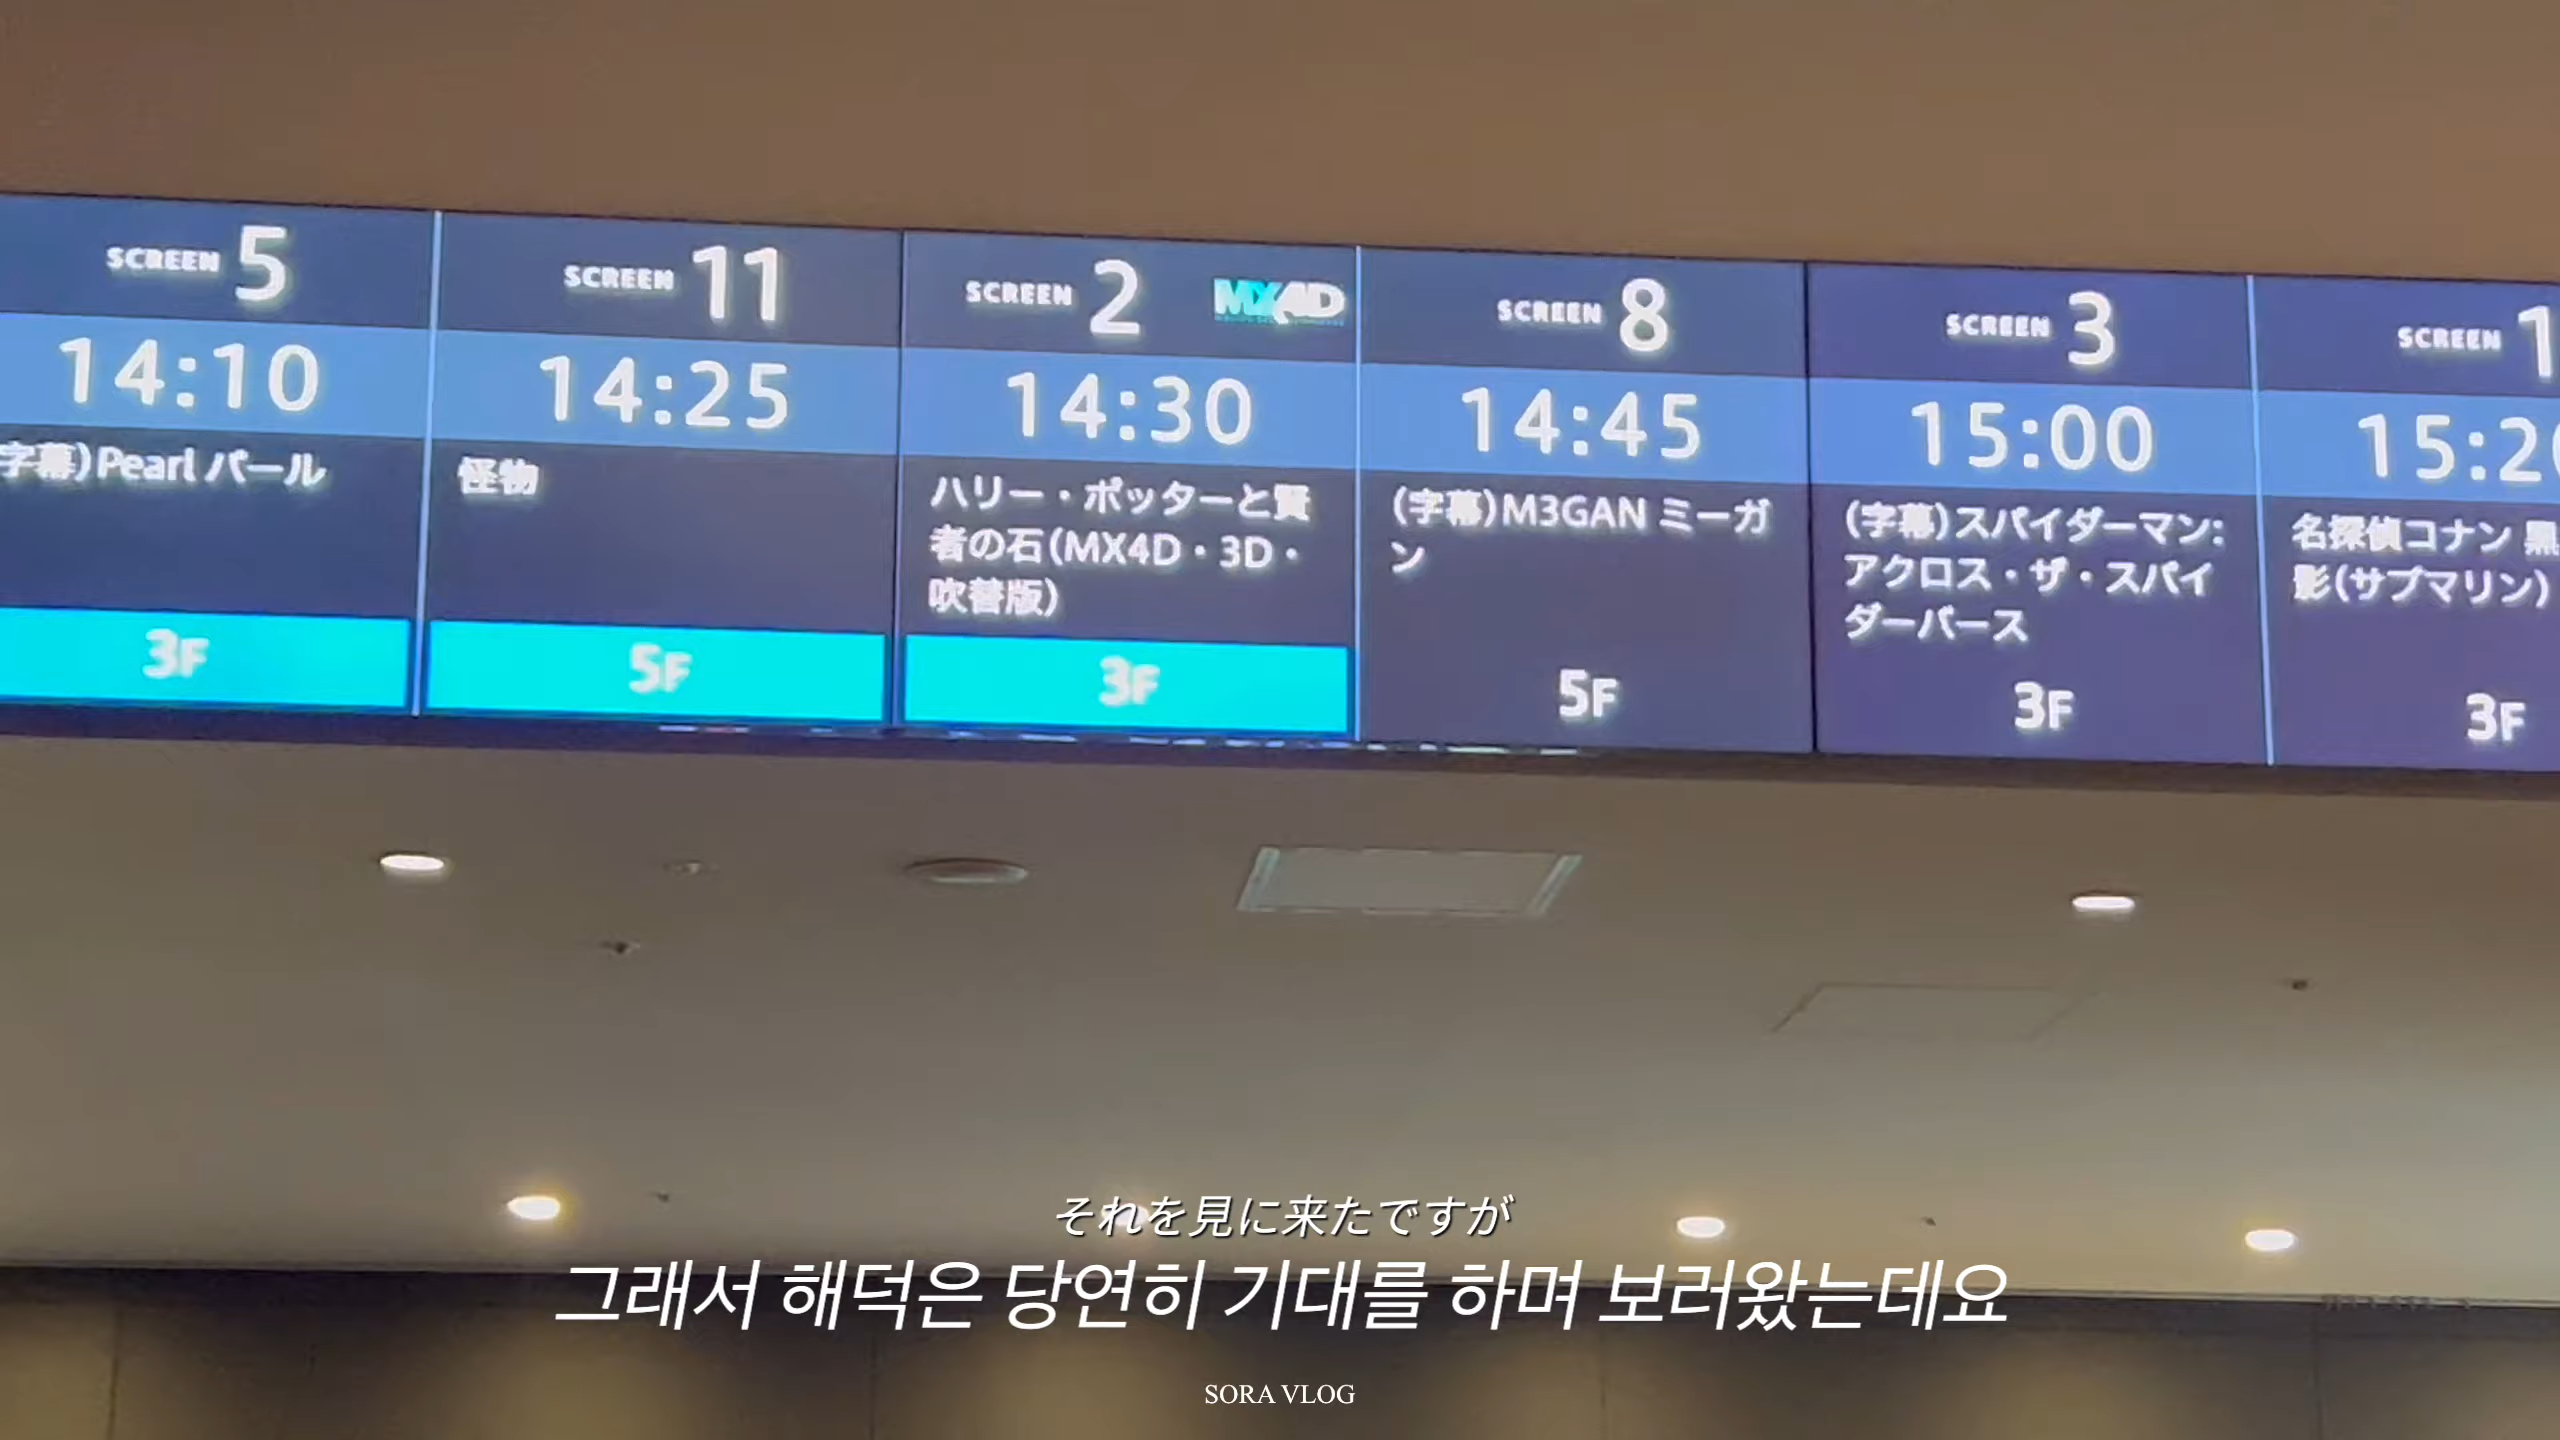 SCREEN 5
14:10
字幕)Pearl パール
3F
SCREEN 11
14:25
怪物
5F
SCREEN 2 MX4D
14:30
ハリー・ポッターと賢
者の石(MX4D・3D・
吹替版)
3F
SCREEN 8
14:45
(字幕)M3GAN ミーガ
ン
5F
SCREEN 3
15:00
(字幕)スパイダーマン:
アクロス・ザ・スパイ
ダーバース
3F
SCREEN 1
15:20
名探偵コナン 黒
影(サブマリン)
3F
それを見に来たですが
그래서 해덕은 당연히 기대를 하며 보러왔는데요
SORA VLOG